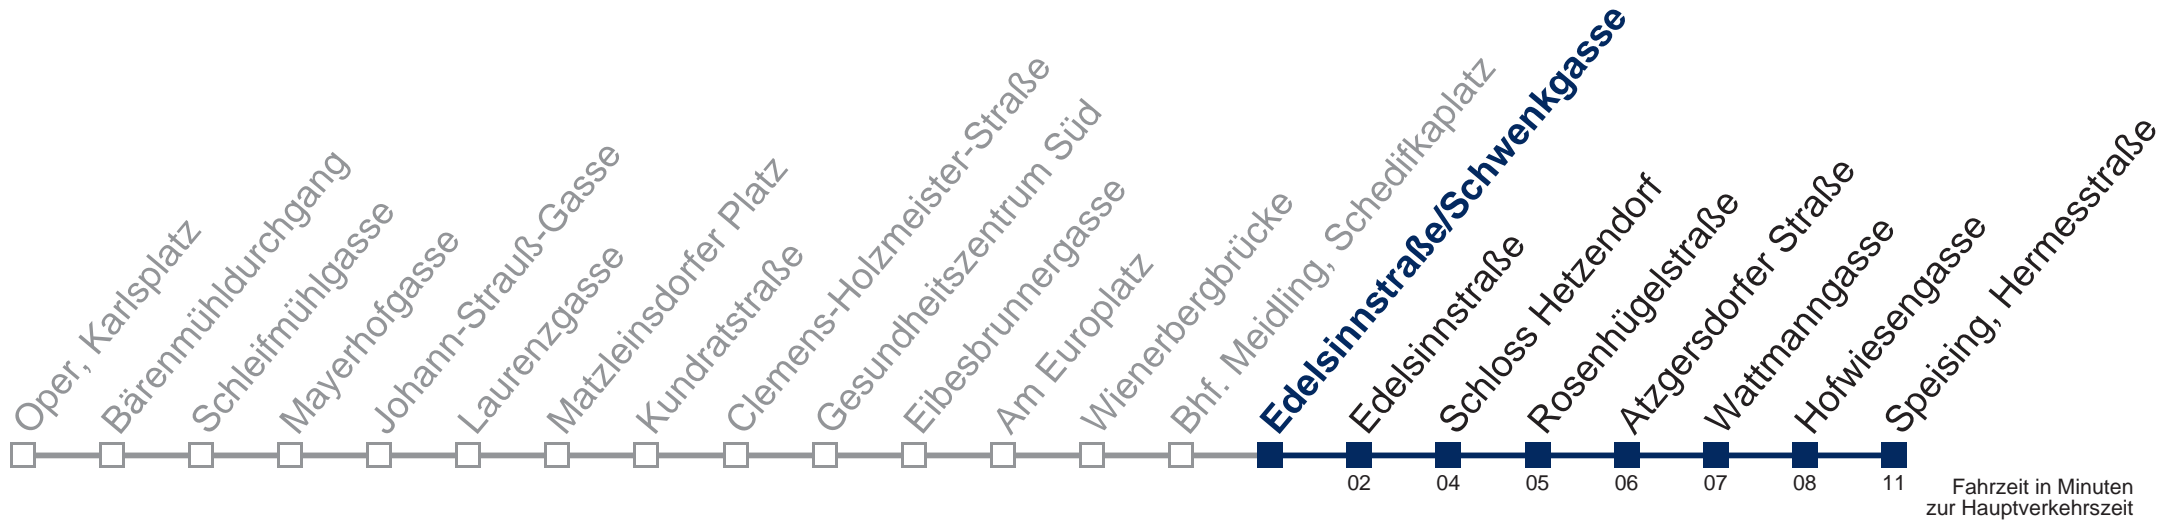 Oper, Karlsplatz
Bärenmühldurchgang
Schleifmühlgasse
Mayerhofgasse
Johann-Strauß-Gasse
Laurenzgasse
Matzleinsdorfer Platz
Kundratstraße
Clemens-Holzmeister-Straße
Gesundheitszentrum Süd
Eibesbrunnergasse
Am Europlatz
Wienerbergbrücke
Bhf. Meidling, Schedifkaplatz
Edelsinnstraße/Schwenkgasse
Edelsinnstraße
Schloss Hetzendorf
Rosenhügelstraße
Atzgersdorfer Straße
Wattmanngasse
Hofwiesengasse
Speising, Hermesstraße
02 04 05 06 07 08 11
Fahrzeit in Minuten
zur Hauptverkehrszeit